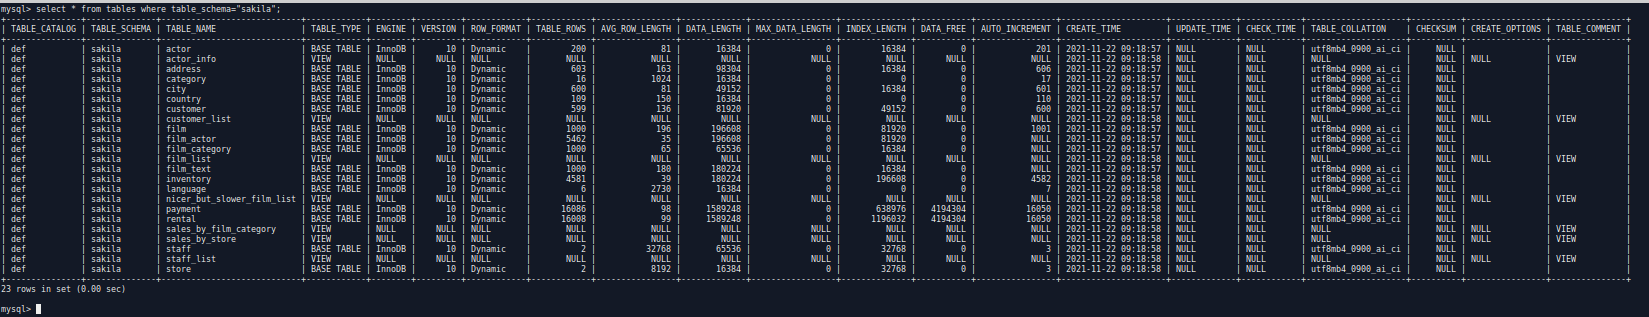 mysql> select * from tables where table_schema="sakila";
| TABLE_CATALOG | TABLE_SCHEMA | TABLE_NAME | TABLE_TYPE | ENGINE | VERSION | ROW_FORMAT | TABLE_ROWS | AVG_ROW_LENGTH | DATA_LENGTH | MAX_DATA_LENGTH | INDEX_LENGTH | DATA_FREE | AUTO_INCREMENT | CREATE_TIME | UPDATE_TIME | CHECK_TIME | TABLE_COLLATION | CHECKSUM | CREATE_OPTIONS | TABLE_COMMENT |
| def | sakila | actor | BASE TABLE | InnoDB | 10 | Dynamic | 200 | 81 | 16384 | 0 | 16384 | 0 | 201 | 2021-11-22 09:18:57 | NULL | NULL | utf8mb4_0900_ai_ci | NULL | | |
| def | sakila | actor_info | VIEW | NULL | NULL | NULL | NULL | NULL | NULL | NULL | NULL | NULL | NULL | 2021-11-22 09:18:58 | NULL | NULL | NULL | NULL | NULL | VIEW |
| def | sakila | address | BASE TABLE | InnoDB | 10 | Dynamic | 603 | 163 | 98304 | 0 | 16384 | 0 | 606 | 2021-11-22 09:18:57 | NULL | NULL | utf8mb4_0900_ai_ci | NULL | | |
| def | sakila | category | BASE TABLE | InnoDB | 10 | Dynamic | 16 | 1024 | 16384 | 0 | 0 | 0 | 17 | 2021-11-22 09:18:57 | NULL | NULL | utf8mb4_0900_ai_ci | NULL | | |
| def | sakila | city | BASE TABLE | InnoDB | 10 | Dynamic | 600 | 81 | 49152 | 0 | 16384 | 0 | 601 | 2021-11-22 09:18:57 | NULL | NULL | utf8mb4_0900_ai_ci | NULL | | |
| def | sakila | country | BASE TABLE | InnoDB | 10 | Dynamic | 109 | 150 | 16384 | 0 | 0 | 0 | 110 | 2021-11-22 09:18:57 | NULL | NULL | utf8mb4_0900_ai_ci | NULL | | |
| def | sakila | customer | BASE TABLE | InnoDB | 10 | Dynamic | 599 | 136 | 81920 | 0 | 49152 | 0 | 600 | 2021-11-22 09:18:57 | NULL | NULL | utf8mb4_0900_ai_ci | NULL | | |
| def | sakila | customer_list | VIEW | NULL | NULL | NULL | NULL | NULL | NULL | NULL | NULL | NULL | NULL | 2021-11-22 09:18:58 | NULL | NULL | NULL | NULL | NULL | VIEW |
| def | sakila | film | BASE TABLE | InnoDB | 10 | Dynamic | 1000 | 196 | 196608 | 0 | 81920 | 0 | 1001 | 2021-11-22 09:18:57 | NULL | NULL | utf8mb4_0900_ai_ci | NULL | | |
| def | sakila | film_actor | BASE TABLE | InnoDB | 10 | Dynamic | 5462 | 35 | 196608 | 0 | 81920 | 0 | NULL | 2021-11-22 09:18:57 | NULL | NULL | utf8mb4_0900_ai_ci | NULL | | |
| def | sakila | film_category | BASE TABLE | InnoDB | 10 | Dynamic | 1000 | 65 | 65536 | 0 | 16384 | 0 | NULL | 2021-11-22 09:18:57 | NULL | NULL | utf8mb4_0900_ai_ci | NULL | | |
| def | sakila | film_list | VIEW | NULL | NULL | NULL | NULL | NULL | NULL | NULL | NULL | NULL | NULL | 2021-11-22 09:18:58 | NULL | NULL | NULL | NULL | NULL | VIEW |
| def | sakila | film_text | BASE TABLE | InnoDB | 10 | Dynamic | 1000 | 180 | 180224 | 0 | 16384 | 0 | NULL | 2021-11-22 09:18:57 | NULL | NULL | utf8mb4_0900_ai_ci | NULL | | |
| def | sakila | inventory | BASE TABLE | InnoDB | 10 | Dynamic | 4581 | 39 | 180224 | 0 | 196608 | 0 | 4582 | 2021-11-22 09:18:58 | NULL | NULL | utf8mb4_0900_ai_ci | NULL | | |
| def | sakila | language | BASE TABLE | InnoDB | 10 | Dynamic | 6 | 2730 | 16384 | 0 | 0 | 0 | 7 | 2021-11-22 09:18:58 | NULL | NULL | utf8mb4_0900_ai_ci | NULL | | |
| def | sakila | nicer_but_slower_film_list | VIEW | NULL | NULL | NULL | NULL | NULL | NULL | NULL | NULL | NULL | NULL | 2021-11-22 09:18:58 | NULL | NULL | NULL | NULL | NULL | VIEW |
| def | sakila | payment | BASE TABLE | InnoDB | 10 | Dynamic | 16086 | 98 | 1589248 | 0 | 638976 | 4194304 | 16050 | 2021-11-22 09:18:58 | NULL | NULL | utf8mb4_0900_ai_ci | NULL | | |
| def | sakila | rental | BASE TABLE | InnoDB | 10 | Dynamic | 16008 | 99 | 1589248 | 0 | 1196032 | 4194304 | 16050 | 2021-11-22 09:18:58 | NULL | NULL | utf8mb4_0900_ai_ci | NULL | | |
| def | sakila | sales_by_film_category | VIEW | NULL | NULL | NULL | NULL | NULL | NULL | NULL | NULL | NULL | NULL | 2021-11-22 09:18:58 | NULL | NULL | NULL | NULL | NULL | VIEW |
| def | sakila | sales_by_store | VIEW | NULL | NULL | NULL | NULL | NULL | NULL | NULL | NULL | NULL | NULL | 2021-11-22 09:18:58 | NULL | NULL | NULL | NULL | NULL | VIEW |
| def | sakila | staff | BASE TABLE | InnoDB | 10 | Dynamic | 2 | 32768 | 65536 | 0 | 32768 | 0 | 3 | 2021-11-22 09:18:58 | NULL | NULL | utf8mb4_0900_ai_ci | NULL | | |
| def | sakila | staff_list | VIEW | NULL | NULL | NULL | NULL | NULL | NULL | NULL | NULL | NULL | NULL | 2021-11-22 09:18:58 | NULL | NULL | NULL | NULL | NULL | VIEW |
| def | sakila | store | BASE TABLE | InnoDB | 10 | Dynamic | 2 | 8192 | 16384 | 0 | 32768 | 0 | 3 | 2021-11-22 09:18:58 | NULL | NULL | utf8mb4_0900_ai_ci | NULL | | |
23 rows in set (0.00 sec)
mysql>